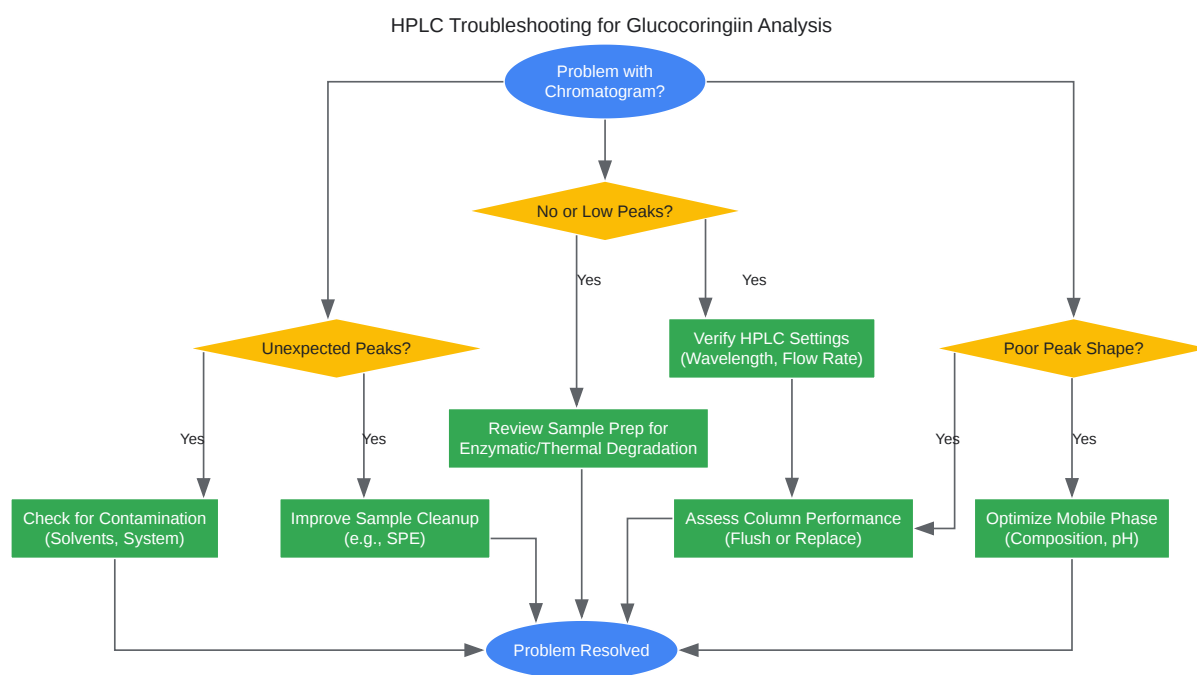 HPLC Troubleshooting for Glucocoringiin Analysis
Problem with
Chromatogram?
No or Low Peaks?
Yes
Yes
Unexpected Peaks?
Verify HPLC Settings
(Wavelength, Flow Rate)
Poor Peak Shape?
Review Sample Prep for
Enzymatic/Thermal Degradation
Yes
Yes
Yes
Yes
Check for Contamination
(Solvents, System)
Improve Sample Cleanup
(e.g., SPE)
Assess Column Performance
(Flush or Replace)
Optimize Mobile Phase
(Composition, pH)
Problem Resolved